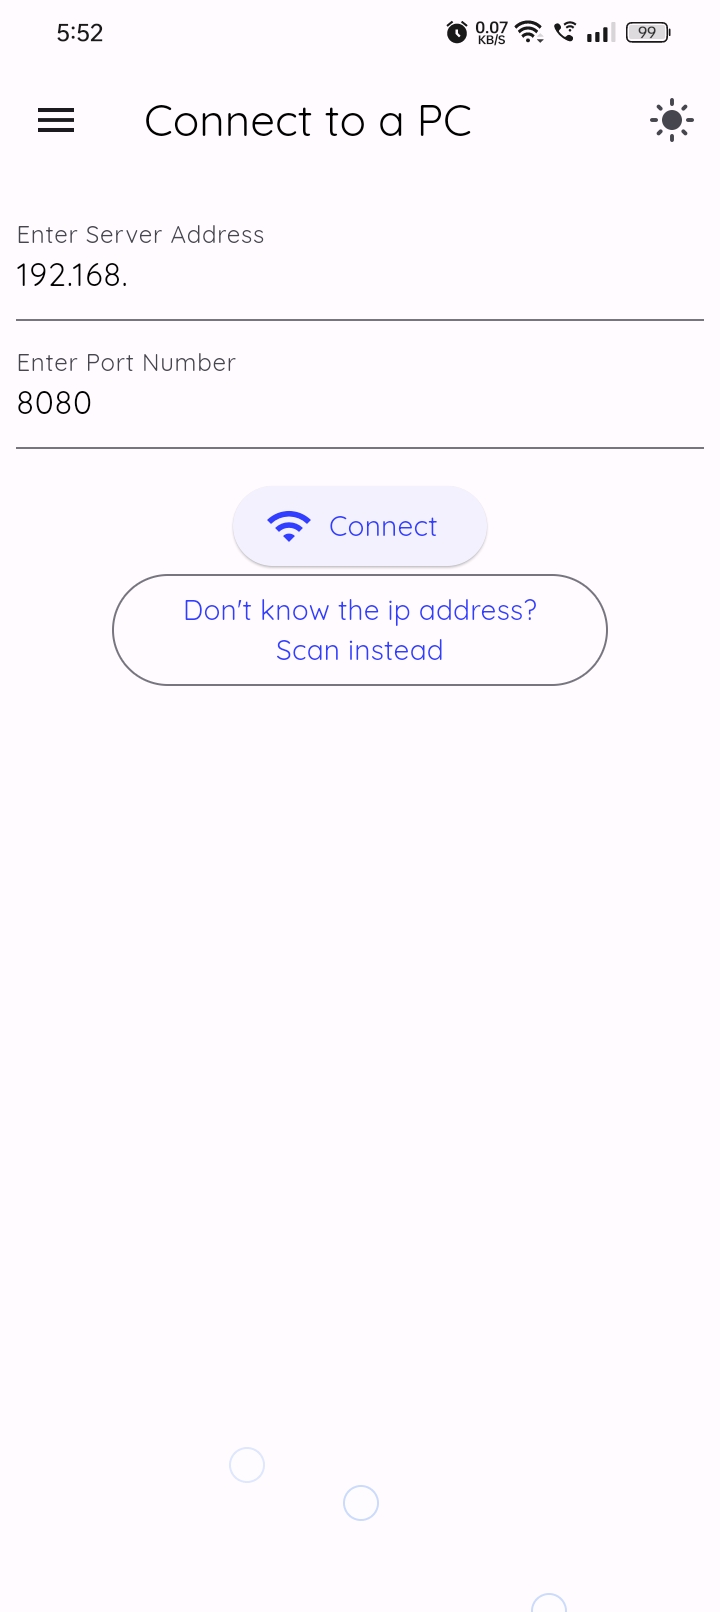 5:52
0.07
KB/S
99
Connect to a PC
Enter Server Address
192.168.
Enter Port Number
8080
Connect
Don't know the ip address?
Scan instead